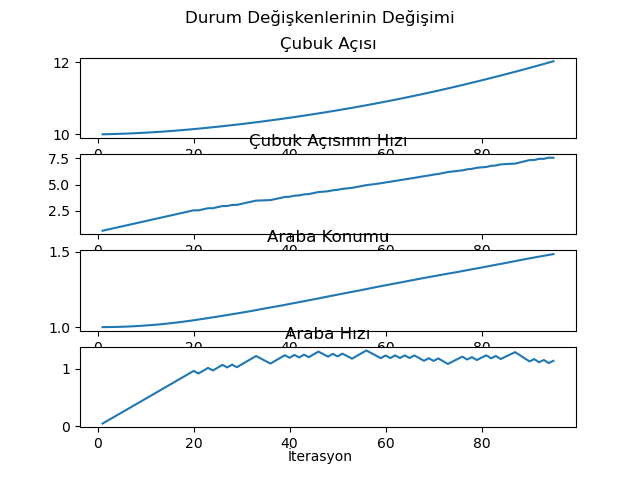 Durum Değişkenlerinin Değişimi
Çubuk Açısı
12
10
0 20 40 60 80
Çubuk Açısının Hızı
7.5
5.0
2.5
0 20 40 60 80
Araba Konumu
1.5
1.0
0 20 40 60 80
Araba Hızı
1
0
0 20 40 60 80
İterasyon